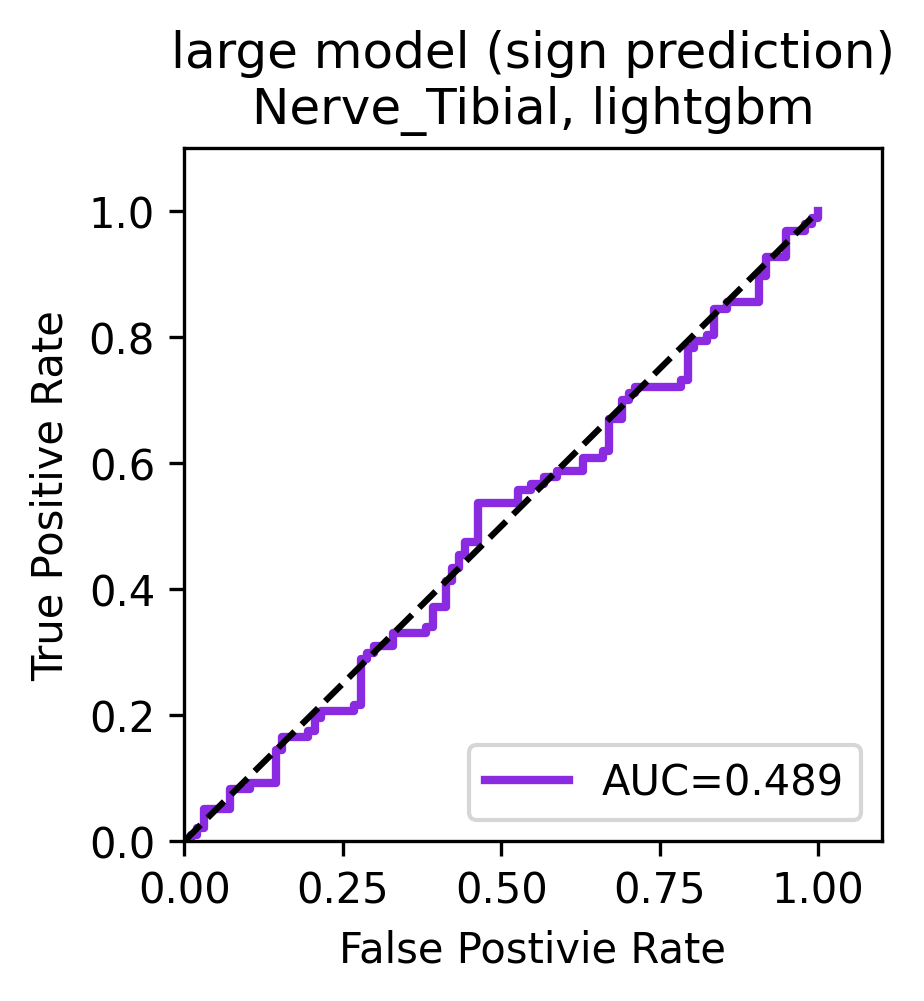 large model (sign prediction)
Nerve_Tibial, lightgbm
1.0
0.8
0.6
0.4
0.2
0.0
True Positive Rate
AUC=0.489
0.00 0.25 0.50 0.75 1.00
False Postivie Rate